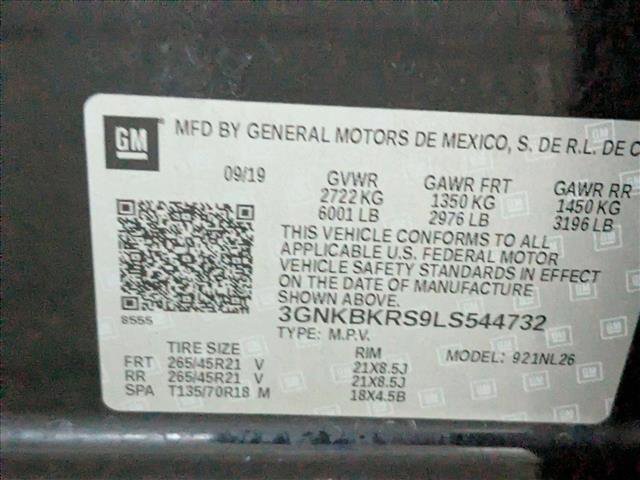 GM MFD BY GENERAL MOTORS DE MEXICO, S. DE R.L. DE C
09/19 GVWR GAWR FRT GAWR RR
2722 KG 1350 KG 1450 KG
6001 LB 2976 LB 3196 LB
THIS VEHICLE CONFORMS TO ALL
APPLICABLE U.S. FEDERAL MOTOR
VEHICLE SAFETY STANDARDS IN EFFECT
ON THE DATE OF MANUFACTURE
SHOWN ABOVE.
8555 3GNKBKRS9LS544732
TYPE: M.P.V.
TIRE SIZE RIM MODEL: 921NL26
FRT 265/45R21 V 21X8.5J
RR 265/45R21 V 21X8.5J
SPA T135/70R18 M 18X4.5B